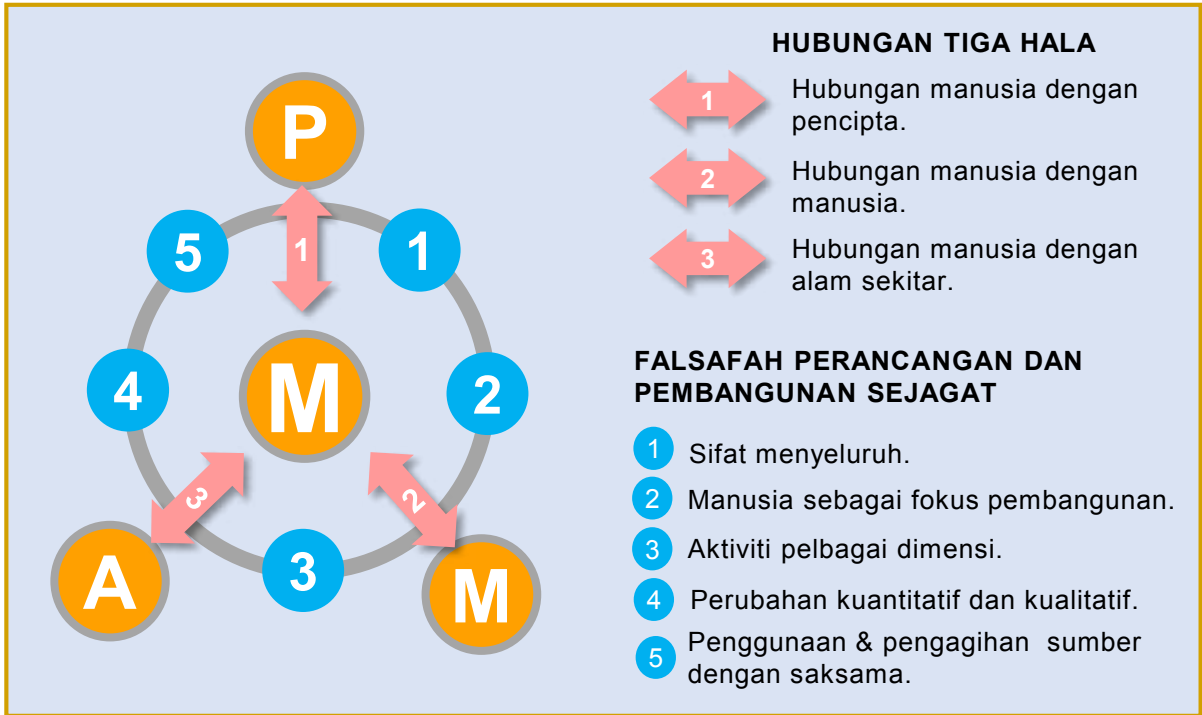 P
1
5
1
M
4
2
3
2
A
3
M
HUBUNGAN TIGA HALA
1
Hubungan manusia dengan
pencipta.
2
Hubungan manusia dengan
manusia.
3
Hubungan manusia dengan
alam sekitar.
FALSAFAH PERANCANGAN DAN
PEMBANGUNAN SEJAGAT
1 Sifat menyeluruh.
2 Manusia sebagai fokus pembangunan.
3 Aktiviti pelbagai dimensi.
4 Perubahan kuantitatif dan kualitatif.
5 Penggunaan & pengagihan sumber
dengan saksama.